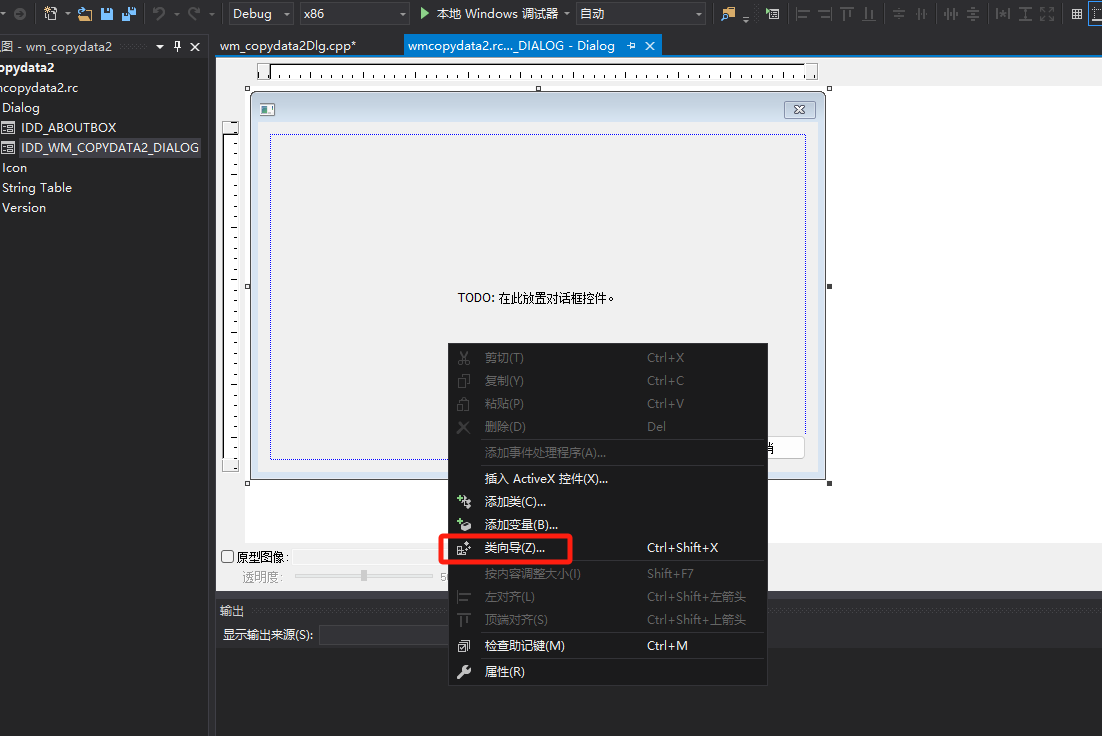 Debug
x86
本地 Windows 调试器
自动
图 - wm_copydata2
wm_copydata2Dlg.cpp*
wmcopydata2.rc..._DIALOG - Dialog
opydata2
ncopydata2.rc
Dialog
IDD_ABOUTBOX
IDD_WM_COPYDATA2_DIALOG
Icon
String Table
Version
TODO: 在此放置对话框控件。
剪切(T) Ctrl+X
复制(Y) Ctrl+C
粘贴(P) Ctrl+V
删除(D) Del
添加事件处理程序(A)...
插入 ActiveX 控件(X)...
添加类(C)...
添加变量(B)...
类向导(Z)... Ctrl+Shift+X
按内容调整大小(I) Shift+F7
左对齐(L) Ctrl+Shift+左箭头
顶端对齐(S) Ctrl+Shift+上箭头
检查助记键(M) Ctrl+M
属性(R)
原型图像:
透明度:
输出
显示输出来源(S):